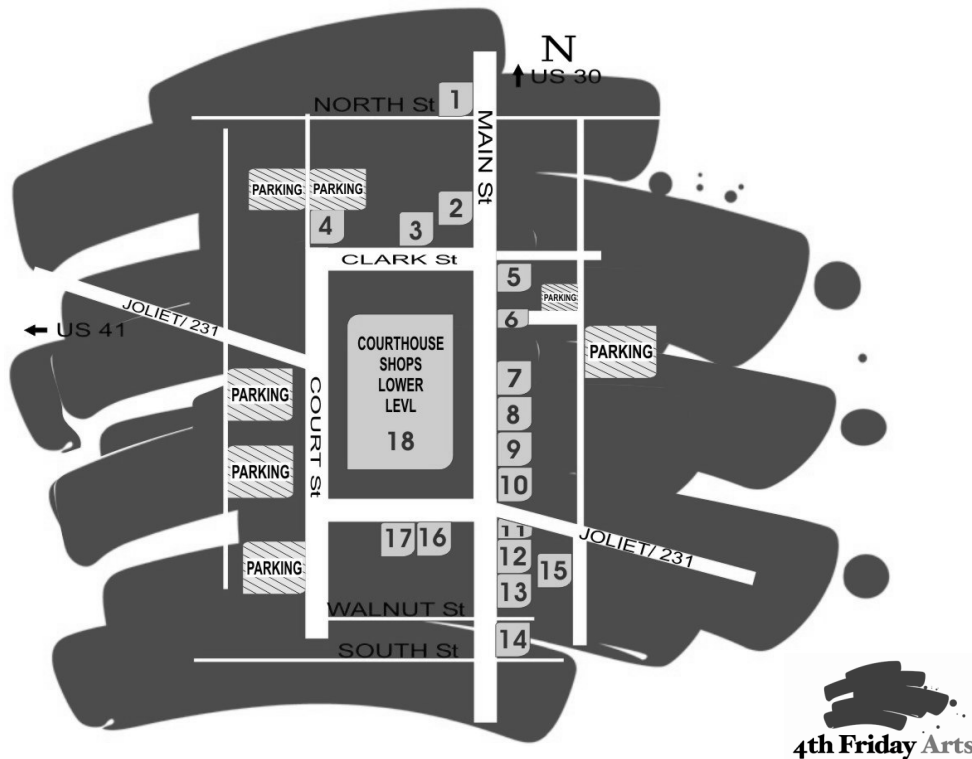 N
US 30
NORTH St
1
MAIN St
PARKING
PARKING
2
4
3
CLARK St
5
PARKING
6
JOLIET/ 231
US 41
COURTHOUSE
SHOPS
LOWER
LEVL
18
PARKING
7
PARKING
8
COURT St
9
PARKING
10
17
16
11
JOLIET/ 231
12
15
PARKING
13
WALNUT St
14
SOUTH St
4th Friday Arts